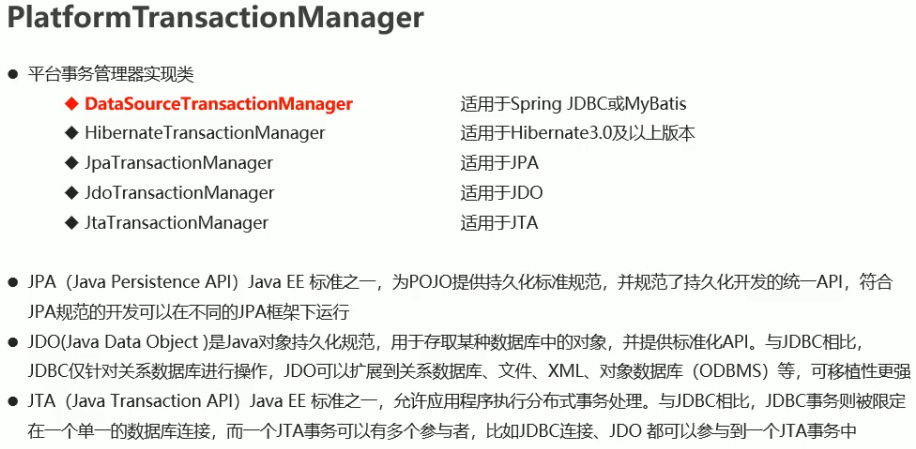 PlatformTransactionManager
● 平台事务管理器实现类
◆ DataSourceTransactionManager 适用于Spring JDBC或MyBatis
◆ HibernateTransactionManager 适用于Hibernate3.0及以上版本
◆ JpaTransactionManager 适用于JPA
◆ JdoTransactionManager 适用于JDO
◆ JtaTransactionManager 适用于JTA
● JPA（Java Persistence API）Java EE 标准之一，为POJO提供持久化标准规范，并规范了持久化开发的统一API，符合
JPA规范的开发可以在不同的JPA框架下运行
● JDO(Java Data Object )是Java对象持久化规范，用于存取某种数据库中的对象，并提供标准化API。与JDBC相比，
JDBC仅针对关系数据库进行操作，JDO可以扩展到关系数据库、文件、XML、对象数据库（ODBMS）等，可移植性更强
● JTA（Java Transaction API）Java EE 标准之一，允许应用程序执行分布式事务处理。与JDBC相比，JDBC事务则被限定
在一个单一的数据库连接，而一个JTA事务可以有多个参与者，比如JDBC连接、JDO 都可以参与到一个JTA事务中